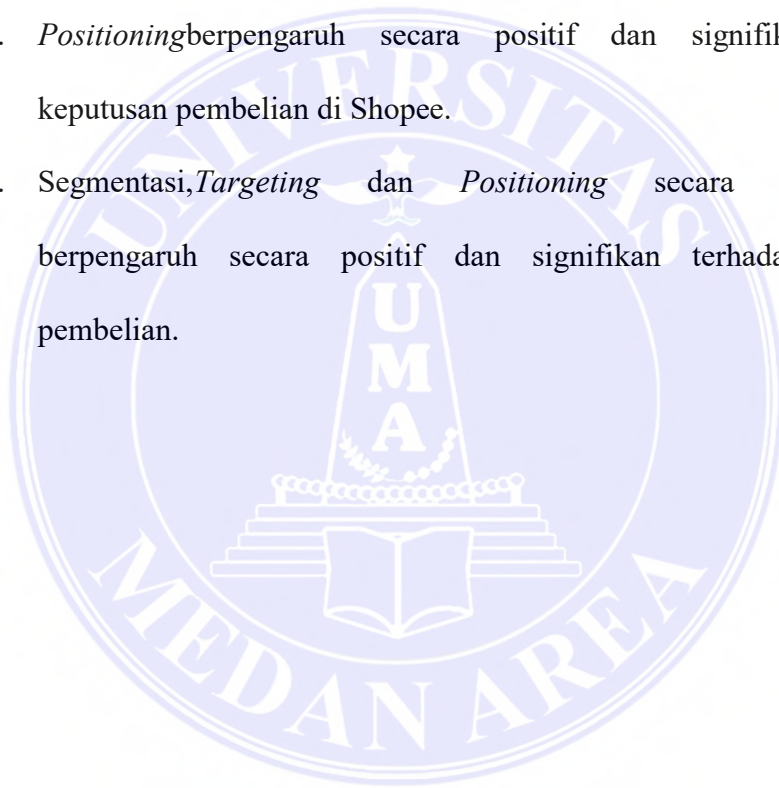 . Positioningberpengaruh secara positif dan signifik
keputusan pembelian di Shopee.
. Segmentasi,Targeting dan Positioning secara
berpengaruh secara positif dan signifikan terhada
pembelian.
UNIVERSITAS
UMA
MEDAN AREA